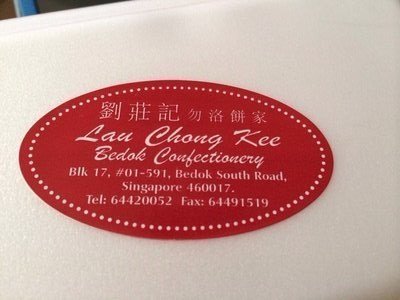 劉莊記勿洛餅家
Lau Chong Kee
Bedok Confectionery
Blk 17, #01-591, Bedok South Road,
Singapore 460017.
Tel: 64420052 Fax: 64491519